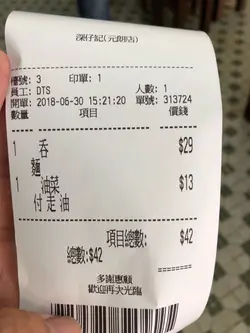 深仔記(元朗店)
檯號: 3 印單: 1
員工: DTS 人數: 1
開單: 2018-06-30 15:21:20 單號: 313724
數量 項目 價錢
1 吞 $29
麵
1 油菜 $13
付走油
項目總數: $42
總數:$42
多謝惠顧
歡迎再次光臨